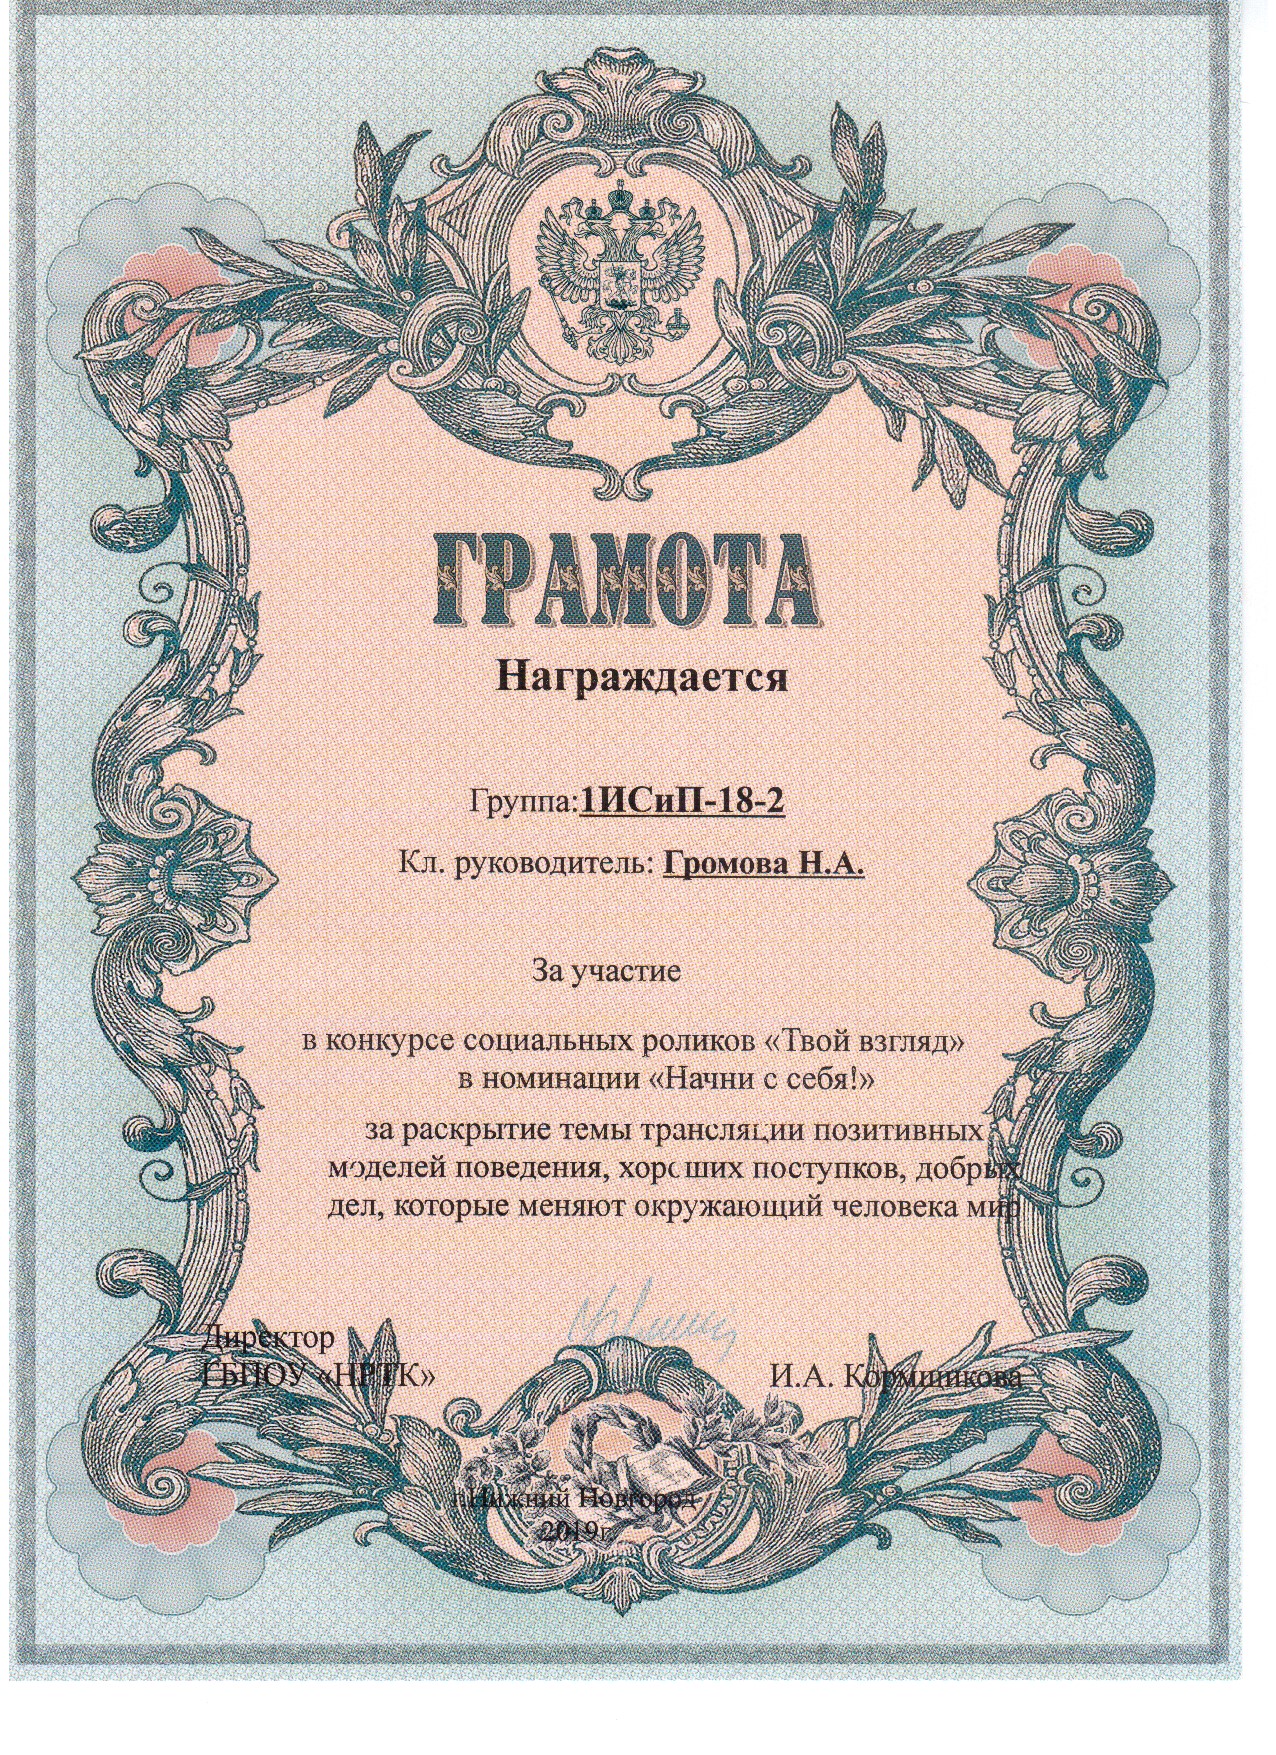 ГРАМОТА
Награждается
Группа:1ИСиП-18-2
Кл. руководитель: Громова Н.А.
За участие
в конкурсе социальных роликов «Твой взгляд»
в номинации «Начни с себя!»
за раскрытие темы трансляции позитивных
моделей поведения, хороших поступков, добрых
дел, которые меняют окружающий человека мир
Директор
ГБПОУ «НРТК»
И.А. Кормщикова
г.Нижний Новгород
2019г.